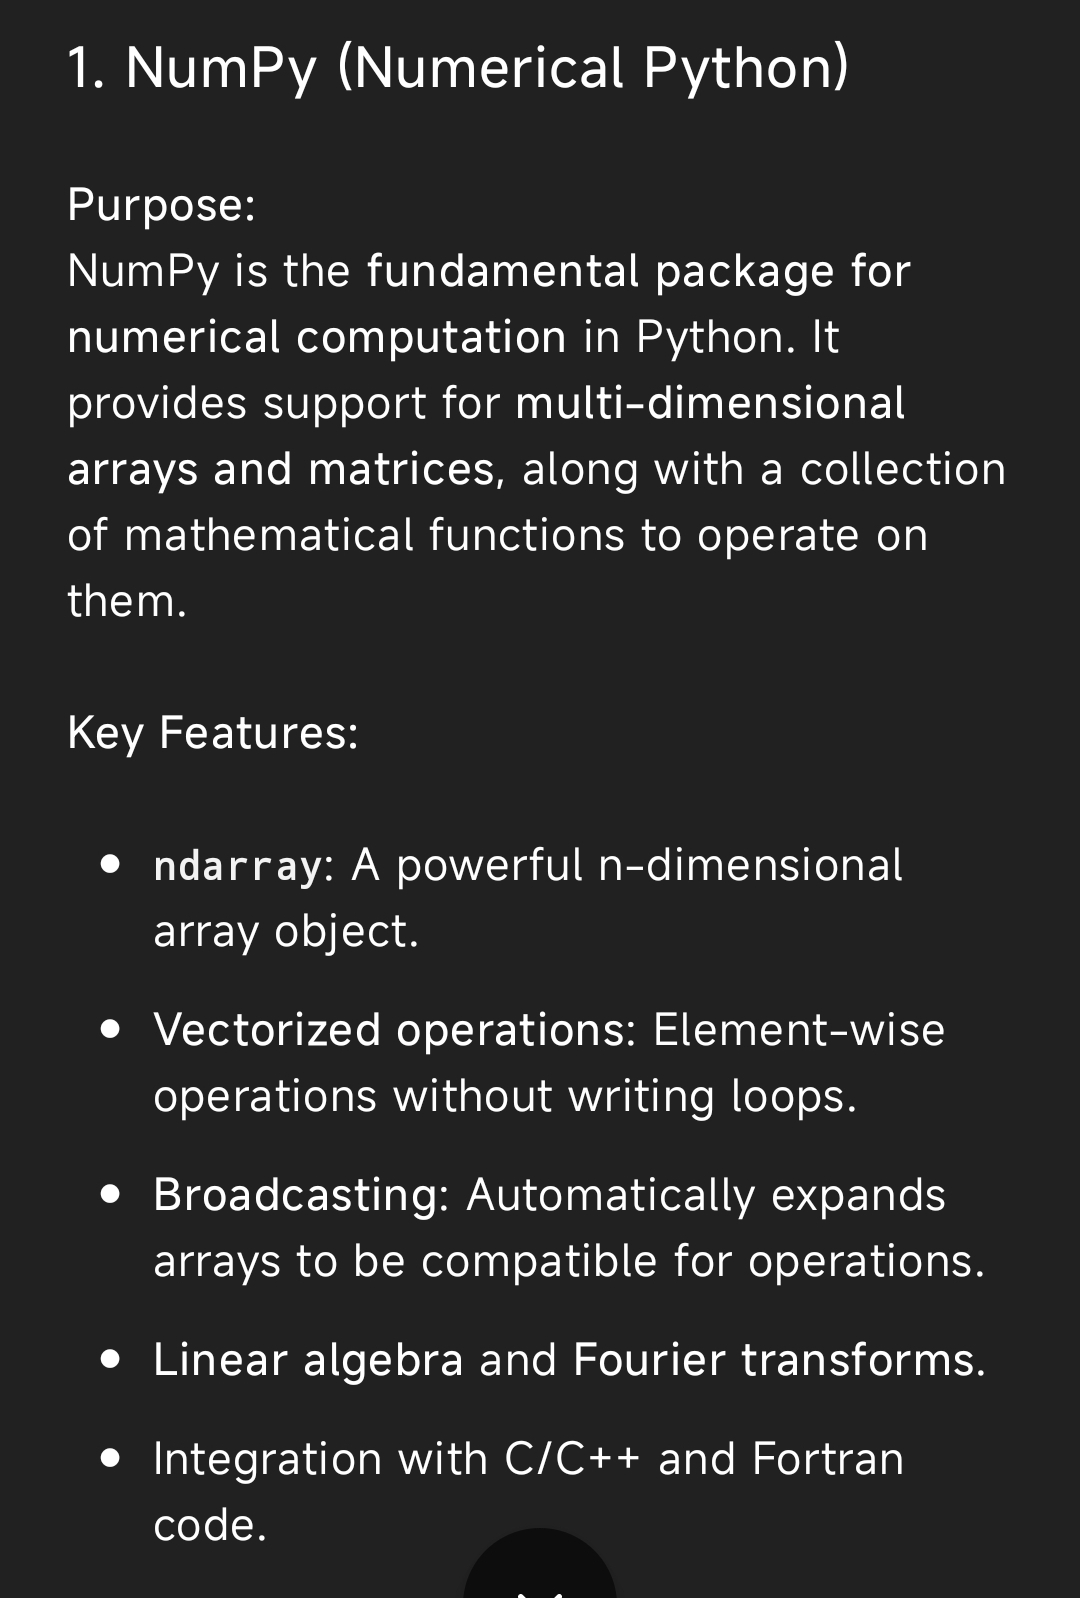 1. NumPy (Numerical Python)
Purpose:
NumPy is the fundamental package for
numerical computation in Python. It
provides support for multi-dimensional
arrays and matrices, along with a collection
of mathematical functions to operate on
them.
Key Features:
• ndarray: A powerful n-dimensional
array object.
• Vectorized operations: Element-wise
operations without writing loops.
• Broadcasting: Automatically expands
arrays to be compatible for operations.
• Linear algebra and Fourier transforms.
• Integration with C/C++ and Fortran
code.